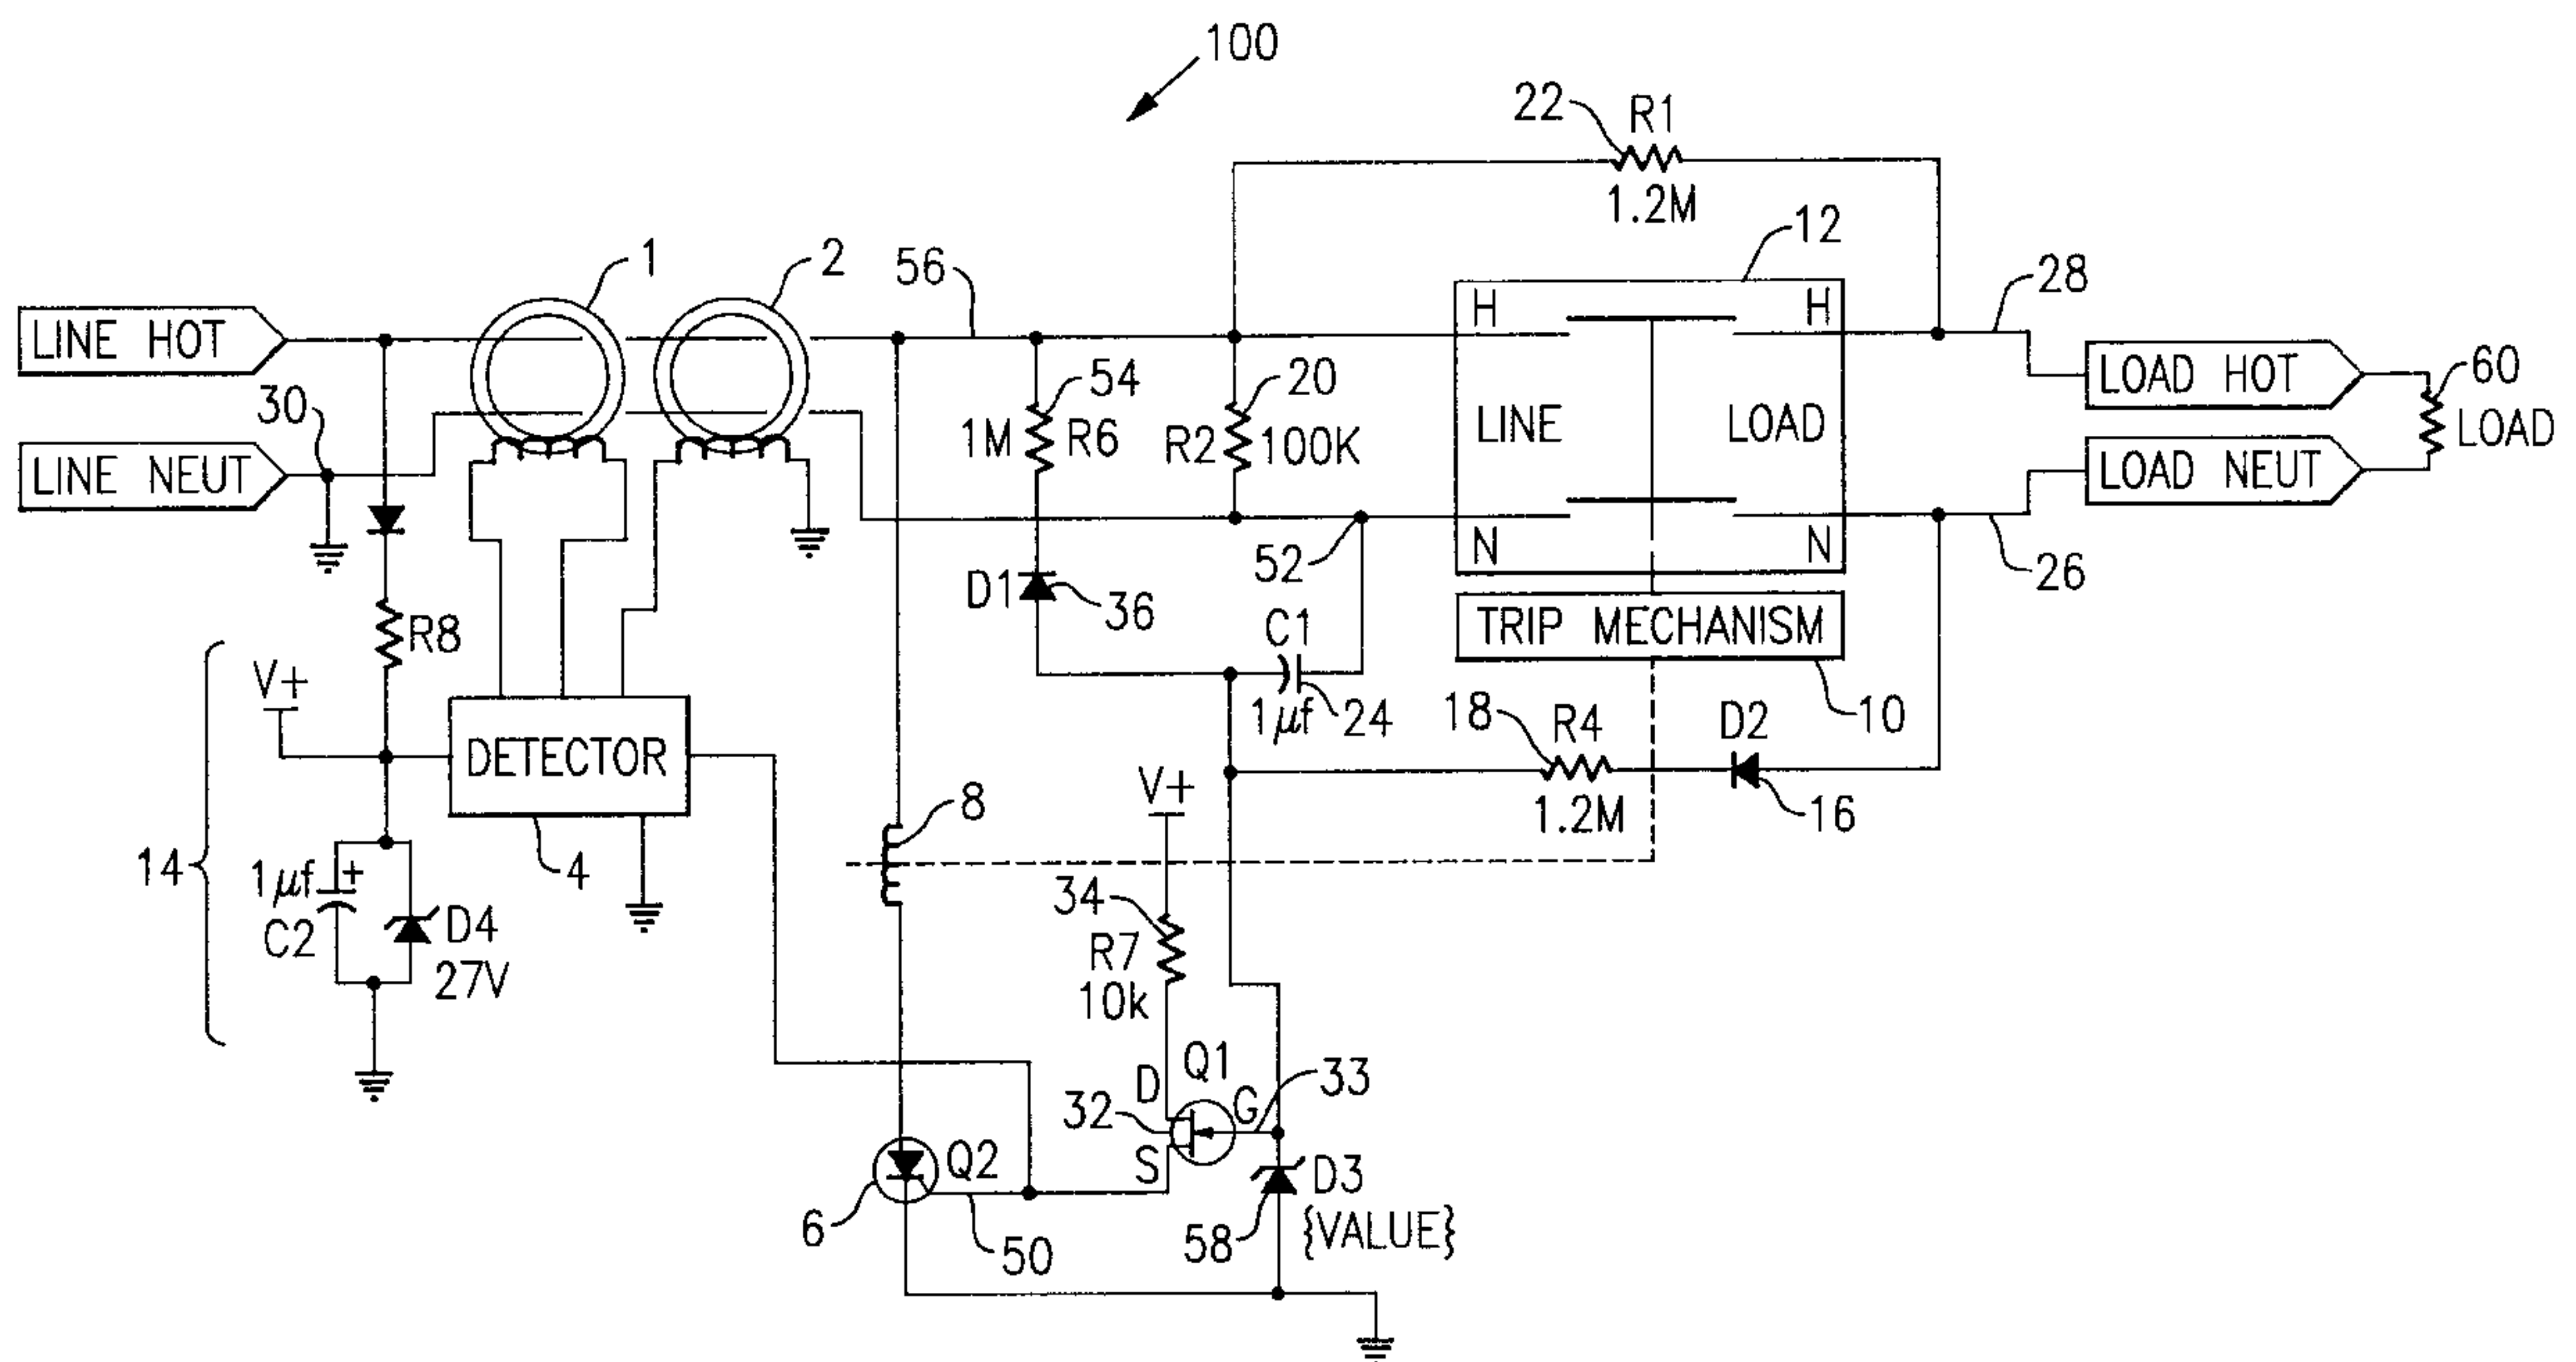 100
22
R1
1.2M
12
1
2
56
28
H
H
LINE HOT
54
20
LOAD HOT
60
30
1M
R6
R2
100K
LINE
LOAD
LOAD
LINE NEUT
LOAD NEUT
52
N
N
26
D1
36
C1
TRIP MECHANISM
R8
V+
1µf
24
18
R4
D2
10
DETECTOR
V+
8
1.2M
16
14
1µf
+
4
34
C2
D4
27V
R7
10k
D
Q1
G
33
32
Q2
S
D3
6
50
58
{VALUE}